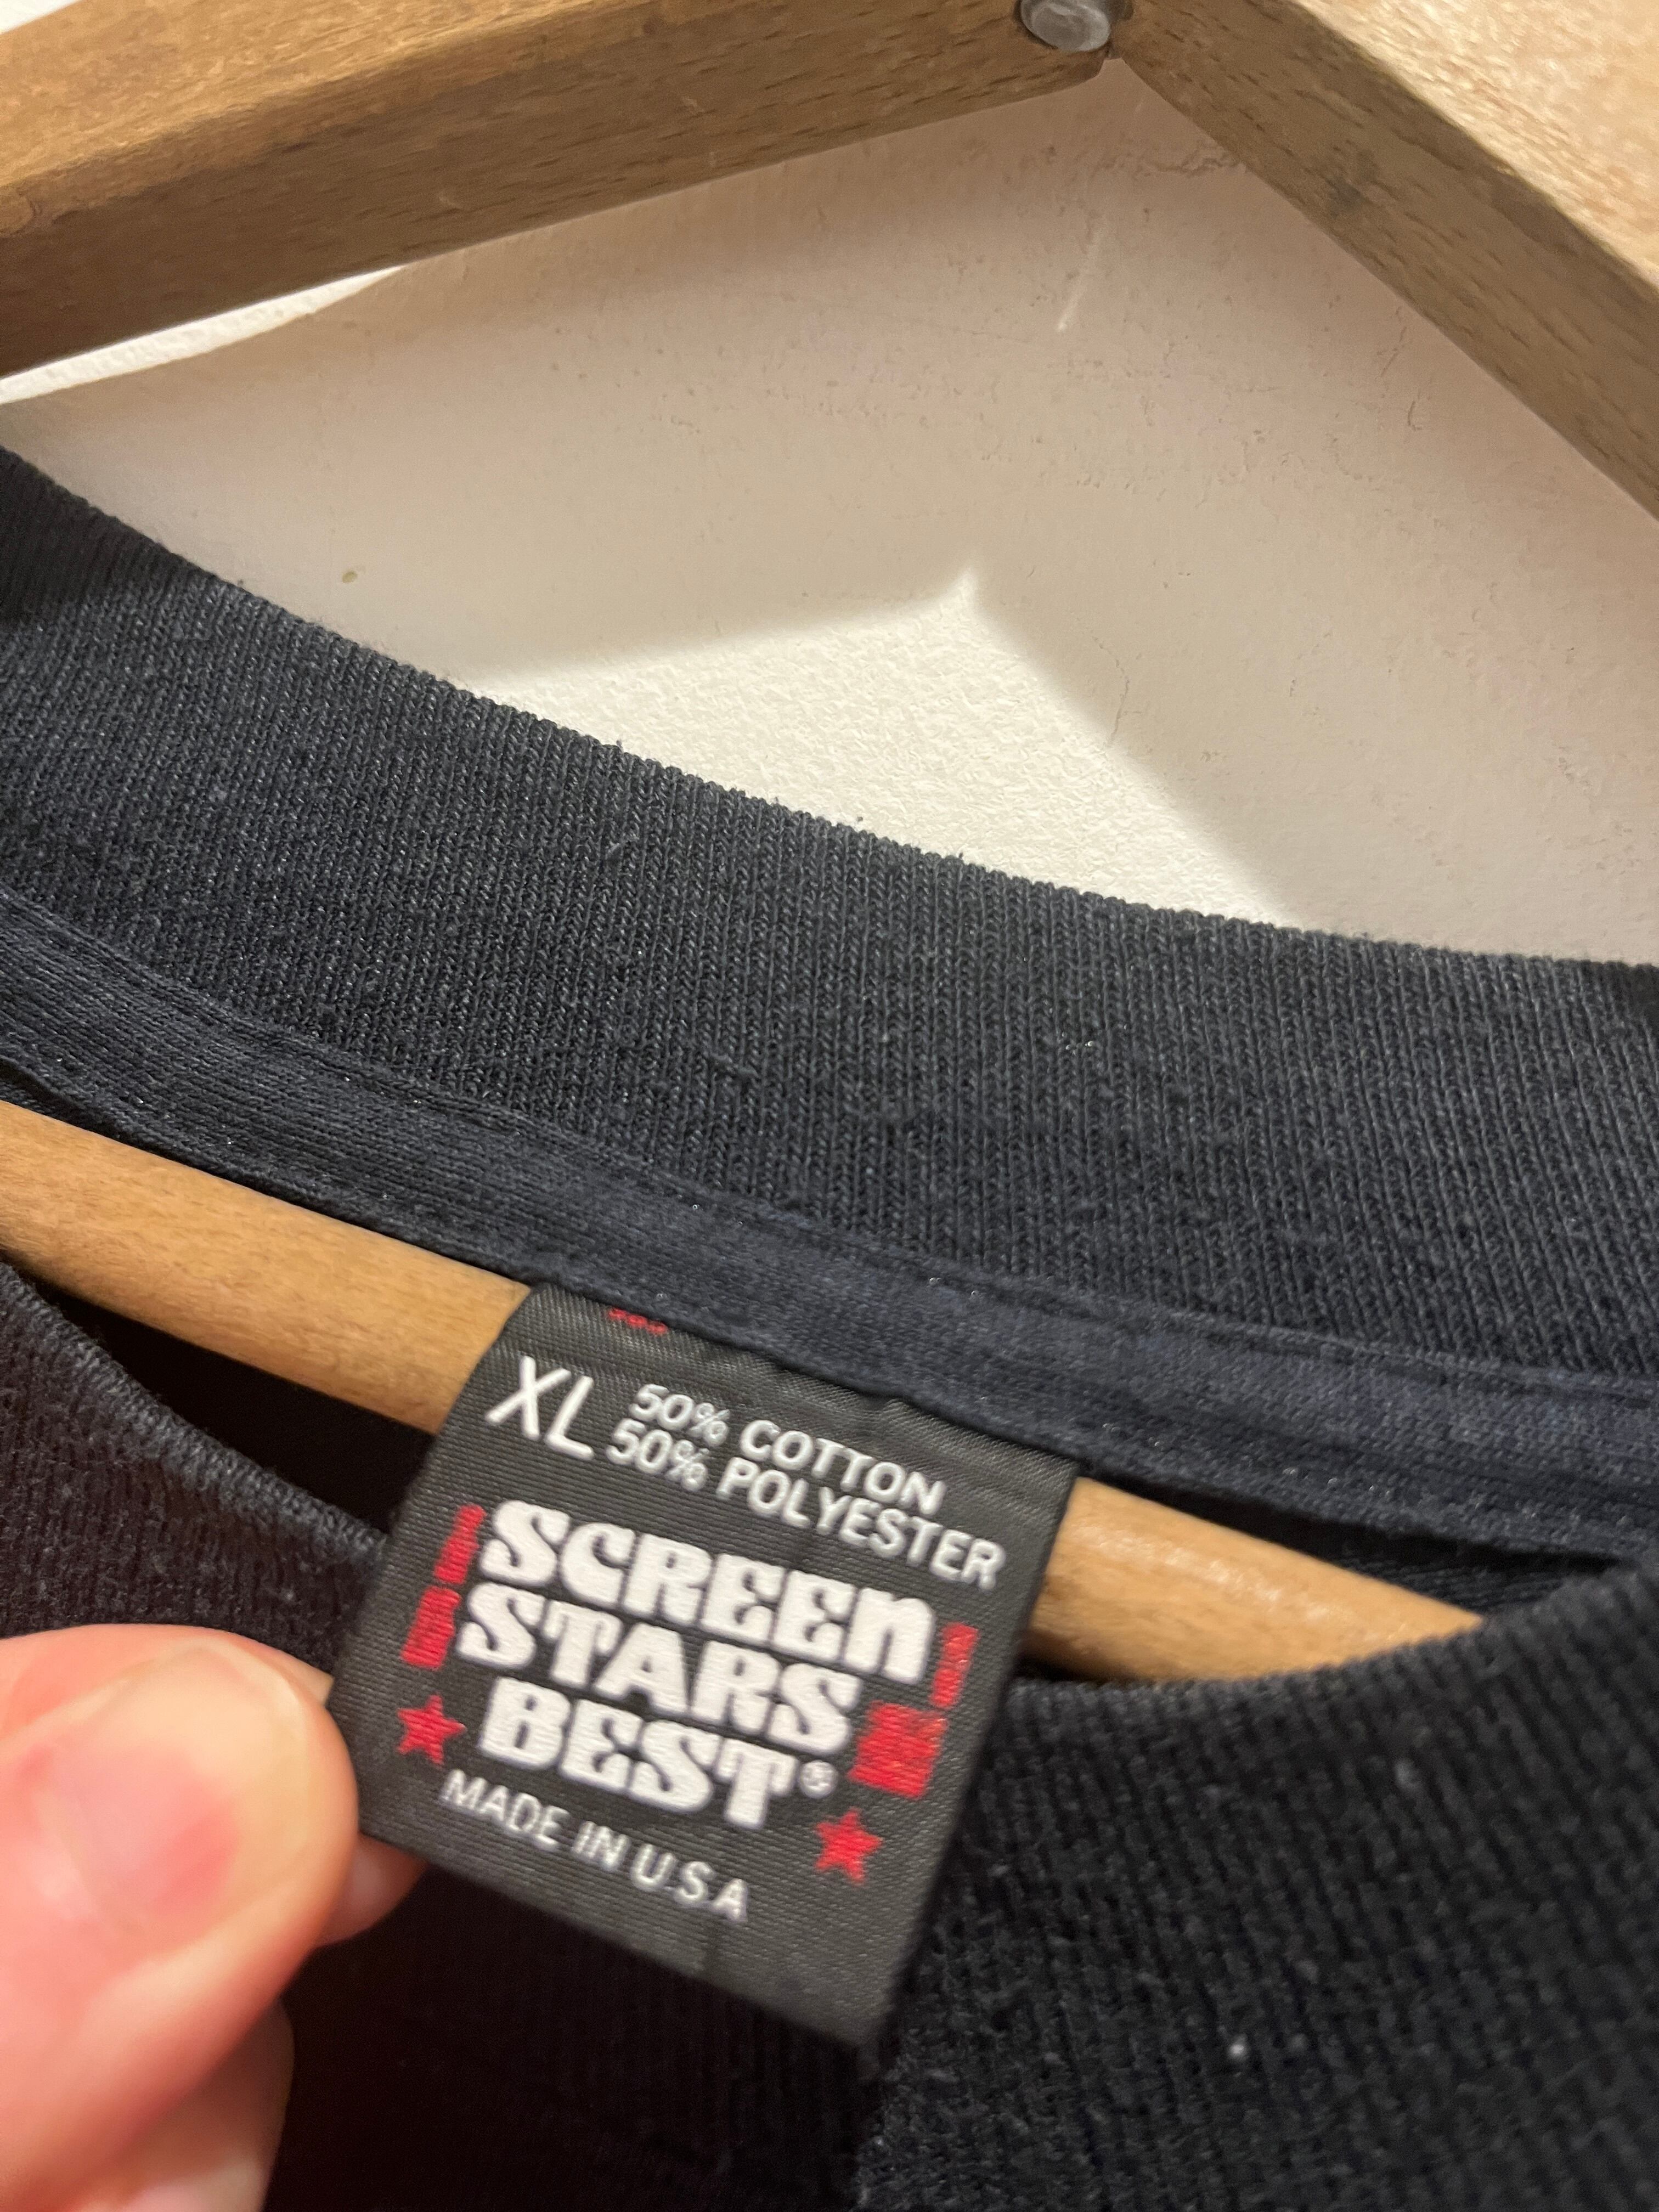 XL 50% COTTON
50% POLYESTER
SCREEN
STARS
BEST®
MADE IN U.S.A